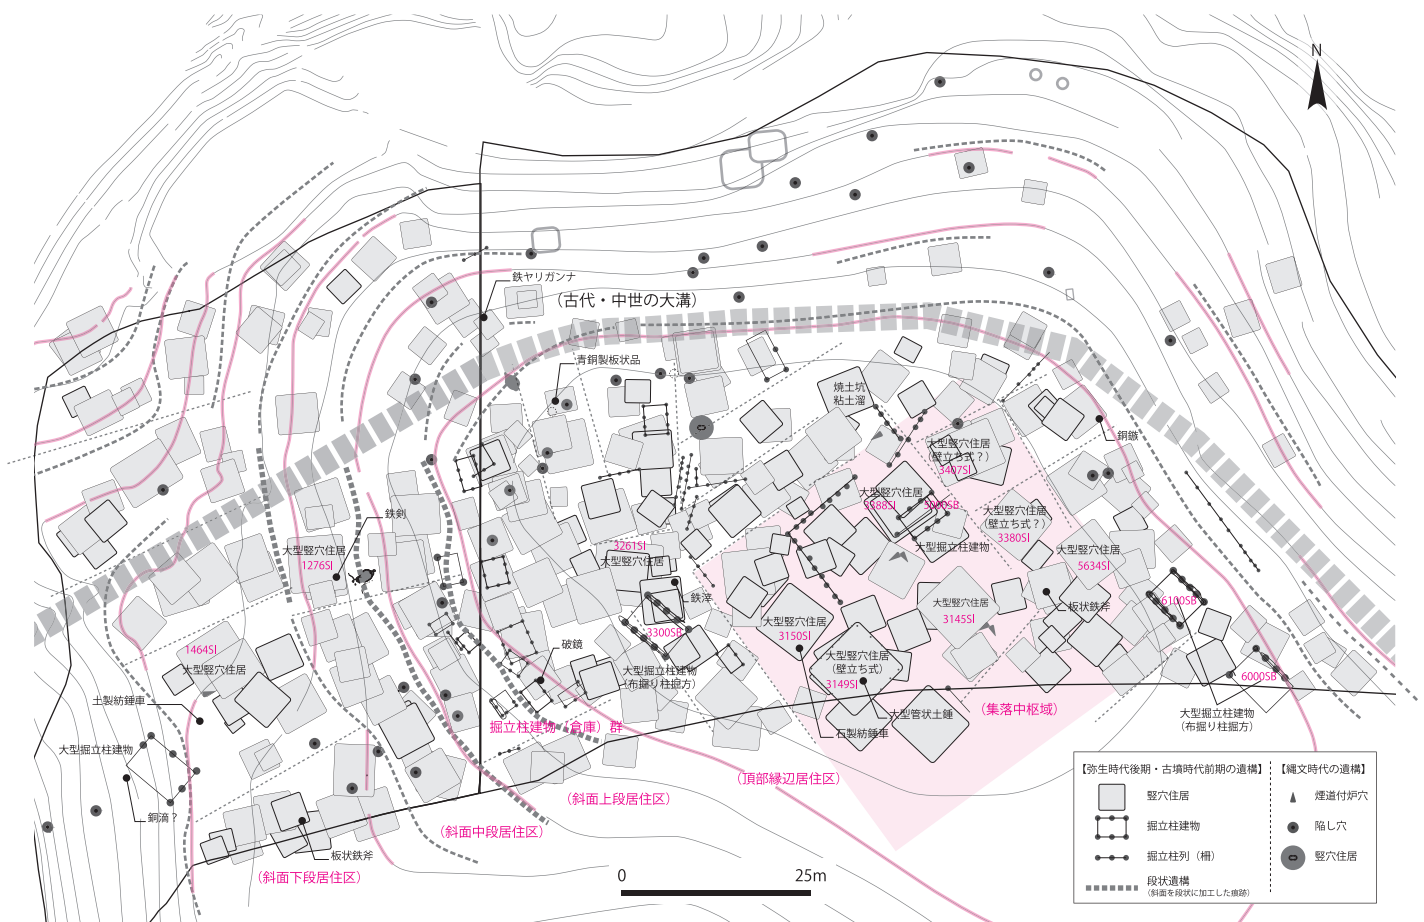 N
鉄ヤリガンナ
(古代・中世の大溝)
青銅製板状品
焼土坑
粘土溜
銅鏃
大型竪穴住居
(壁立ち式?)
3407SI
大型竪穴住居
3388SI
大型掘立柱建物
大型竪穴住居
(壁立ち式?)
3380SI
鉄剣
大型竪穴住居
1276SI
3261SI
大型竪穴住居
大型竪穴住居
5634SI
鉄滓
板状鉄斧
6100SB
大型竪穴住居
3145SI
3300SB
大型竪穴住居
3150SI
破鏡
1464SI
大型竪穴住居
大型竪穴住居
(壁立ち式)
3149SI
大型掘立柱建物
(布掘り柱掘方)
6000SB
土製紡錘車
大型管状土錘
(集落中枢域)
大型掘立柱建物
(布掘り柱掘方)
掘立柱建物(倉庫)群
石製紡錘車
大型掘立柱建物
銅滴?
(頂部縁辺居住区)
(斜面上段居住区)
(斜面中段居住区)
板状鉄斧
(斜面下段居住区)
0 25m
【弥生時代後期・古墳時代前期の遺構】
竪穴住居
掘立柱建物
掘立柱列(柵)
段状遺構
(斜面を段状に加工した痕跡)
【縄文時代の遺構】
煙道付炉穴
陥し穴
竪穴住居